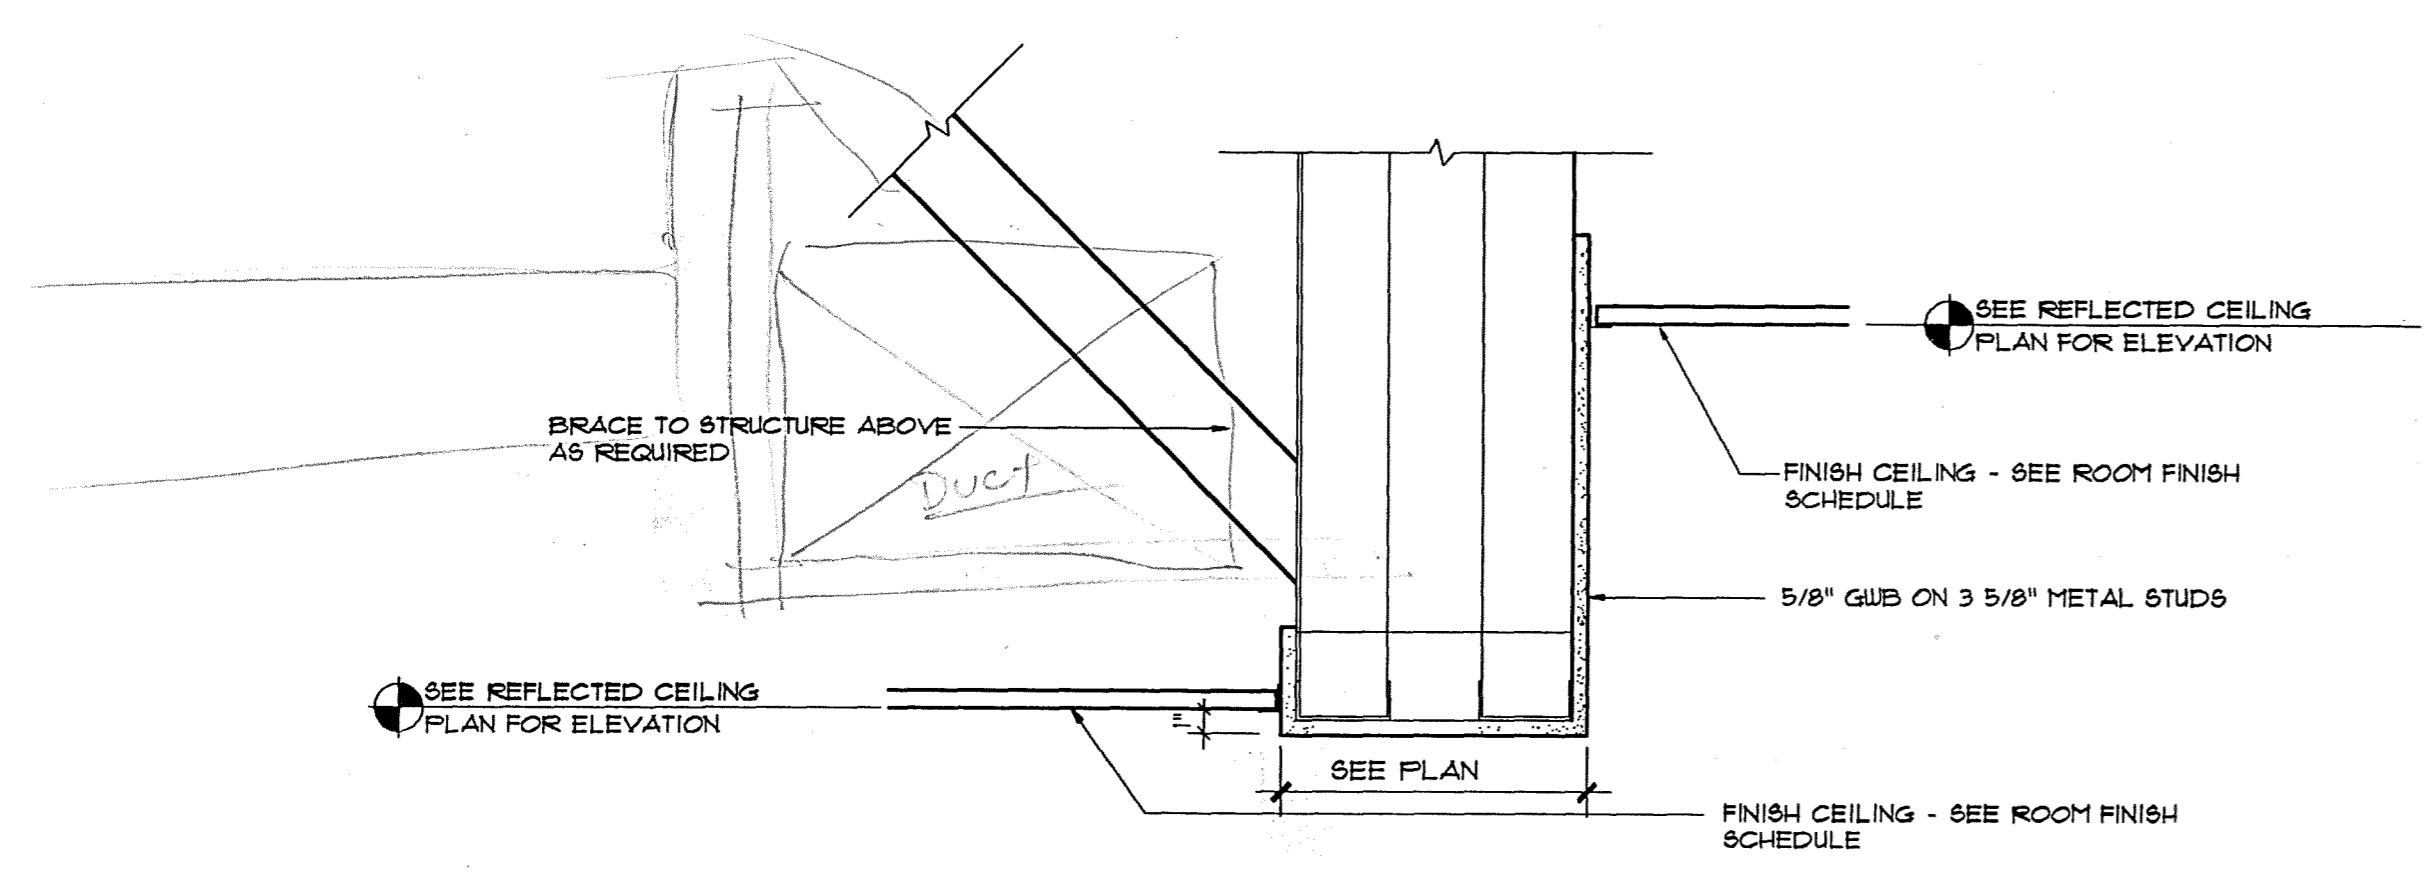 SEE REFLECTED CEILING
PLAN FOR ELEVATION
BRACE TO STRUCTURE ABOVE
AS REQUIRED
Duct
FINISH CEILING - SEE ROOM FINISH
SCHEDULE
5/8" GWB ON 3 5/8" METAL STUDS
SEE REFLECTED CEILING
PLAN FOR ELEVATION
1"
SEE PLAN
FINISH CEILING - SEE ROOM FINISH
SCHEDULE